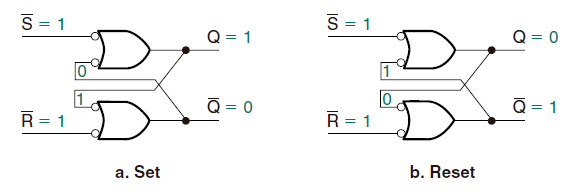 S̅ = 1
Q = 1
0
1
Q̅ = 0
R̅ = 1
a. Set
S̅ = 1
Q = 0
1
0
Q̅ = 1
R̅ = 1
b. Reset